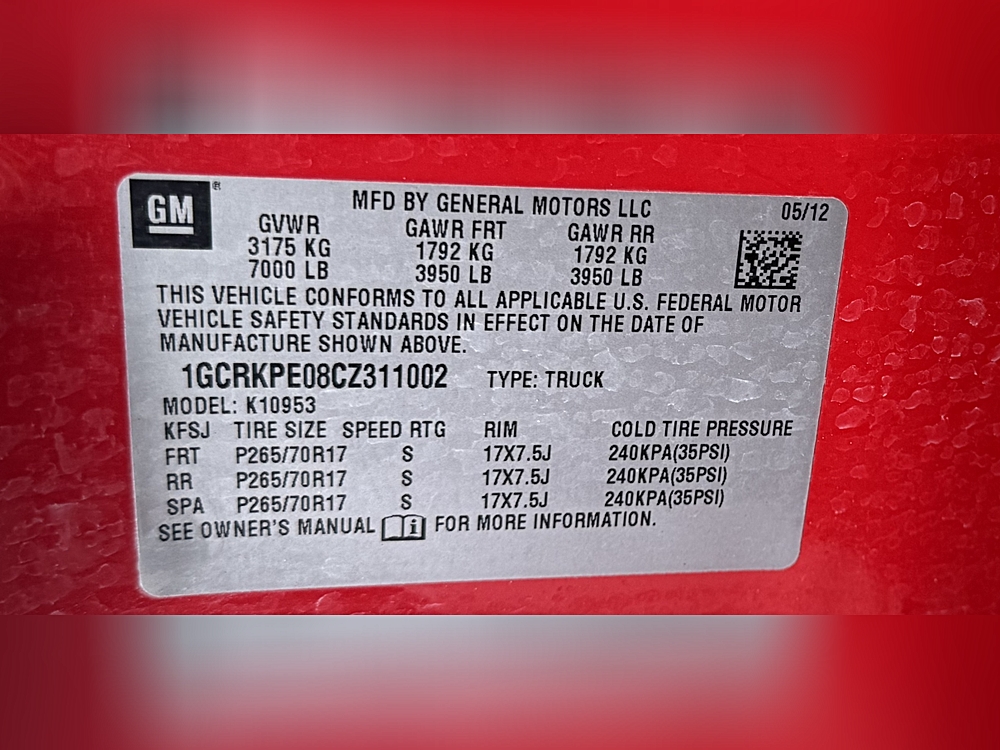 GM ® MFD BY GENERAL MOTORS LLC 05/12
GVWR GAWR FRT GAWR RR
3175 KG 1792 KG 1792 KG
7000 LB 3950 LB 3950 LB
THIS VEHICLE CONFORMS TO ALL APPLICABLE U.S. FEDERAL MOTOR
VEHICLE SAFETY STANDARDS IN EFFECT ON THE DATE OF
MANUFACTURE SHOWN ABOVE.
1GCRKPE08CZ311002 TYPE: TRUCK
MODEL: K10953
KFSJ TIRE SIZE SPEED RTG RIM COLD TIRE PRESSURE
FRT P265/70R17 S 17X7.5J 240KPA(35PSI)
RR P265/70R17 S 17X7.5J 240KPA(35PSI)
SPA P265/70R17 S 17X7.5J 240KPA(35PSI)
SEE OWNER'S MANUAL i FOR MORE INFORMATION.